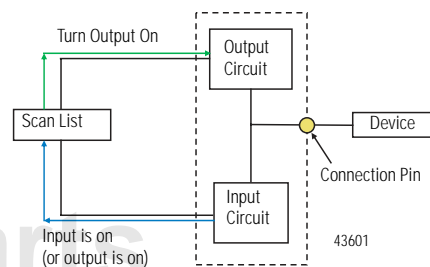 Turn Output On
Output
Circuit
Scan List
Device
Connection Pin
Input
Circuit
43601
Input is on
(or output is on)